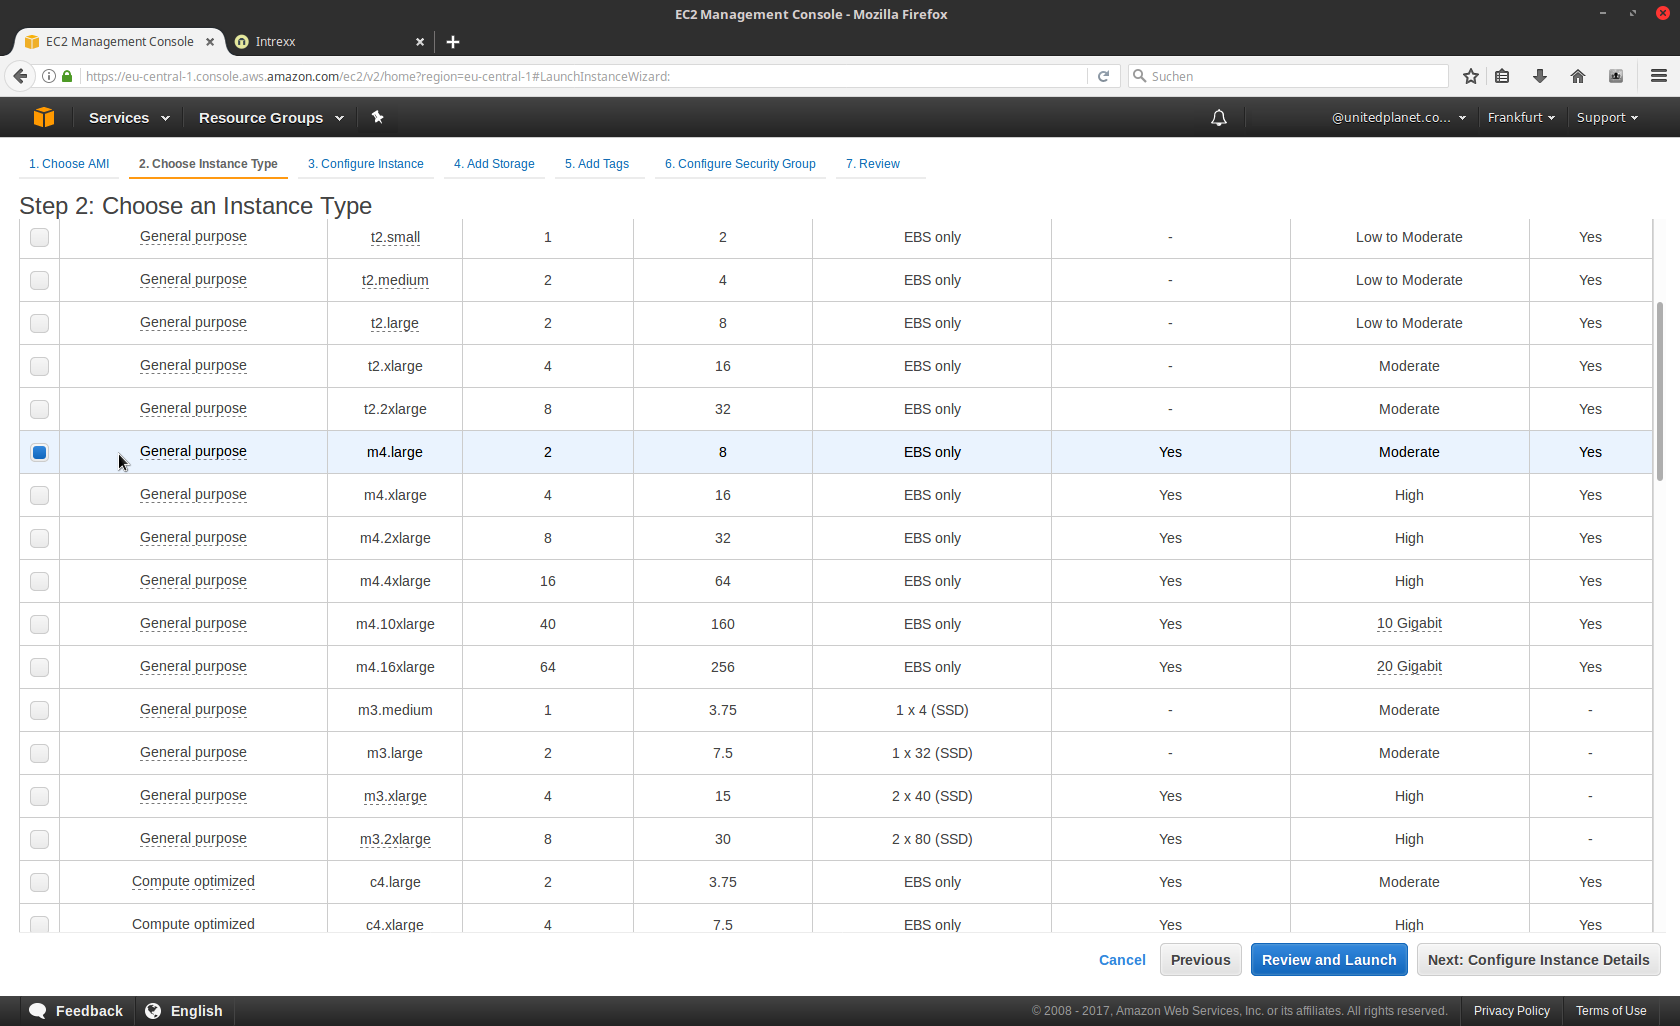 EC2 Management Console - Mozilla Firefox
EC2 Management Console
Intrexx
https://eu-central-1.console.aws.amazon.com/ec2/v2/home?region=eu-central-1#LaunchInstanceWizard:
Suchen
Services Resource Groups @unitedplanet.co... Frankfurt Support
1. Choose AMI 2. Choose Instance Type 3. Configure Instance 4. Add Storage 5. Add Tags 6. Configure Security Group 7. Review
Step 2: Choose an Instance Type
General purpose t2.small 1 2 EBS only - Low to Moderate Yes
General purpose t2.medium 2 4 EBS only - Low to Moderate Yes
General purpose t2.large 2 8 EBS only - Low to Moderate Yes
General purpose t2.xlarge 4 16 EBS only - Moderate Yes
General purpose t2.2xlarge 8 32 EBS only - Moderate Yes
General purpose m4.large 2 8 EBS only Yes Moderate Yes
General purpose m4.xlarge 4 16 EBS only Yes High Yes
General purpose m4.2xlarge 8 32 EBS only Yes High Yes
General purpose m4.4xlarge 16 64 EBS only Yes High Yes
General purpose m4.10xlarge 40 160 EBS only Yes 10 Gigabit Yes
General purpose m4.16xlarge 64 256 EBS only Yes 20 Gigabit Yes
General purpose m3.medium 1 3.75 1 x 4 (SSD) - Moderate -
General purpose m3.large 2 7.5 1 x 32 (SSD) - Moderate -
General purpose m3.xlarge 4 15 2 x 40 (SSD) Yes High -
General purpose m3.2xlarge 8 30 2 x 80 (SSD) Yes High -
Compute optimized c4.large 2 3.75 EBS only Yes Moderate Yes
Compute optimized c4.xlarge 4 7.5 EBS only Yes High Yes
Cancel Previous Review and Launch Next: Configure Instance Details
Feedback English © 2008 - 2017, Amazon Web Services, Inc. or its affiliates. All rights reserved. Privacy Policy Terms of Use